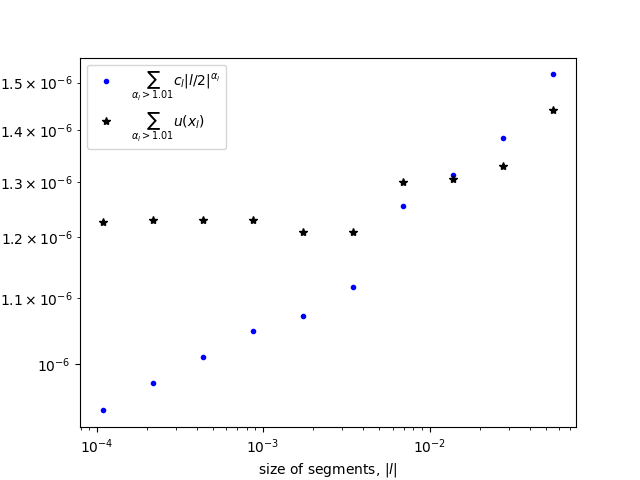 1.5 × 10⁻⁶
1.4 × 10⁻⁶
1.3 × 10⁻⁶
1.2 × 10⁻⁶
1.1 × 10⁻⁶
10⁻⁶
∑ c_l|l/2|^{α_l}
α_l>1.01
∑ u(x_l)
α_l>1.01
10⁻⁴ 10⁻³ 10⁻²
size of segments, |l|